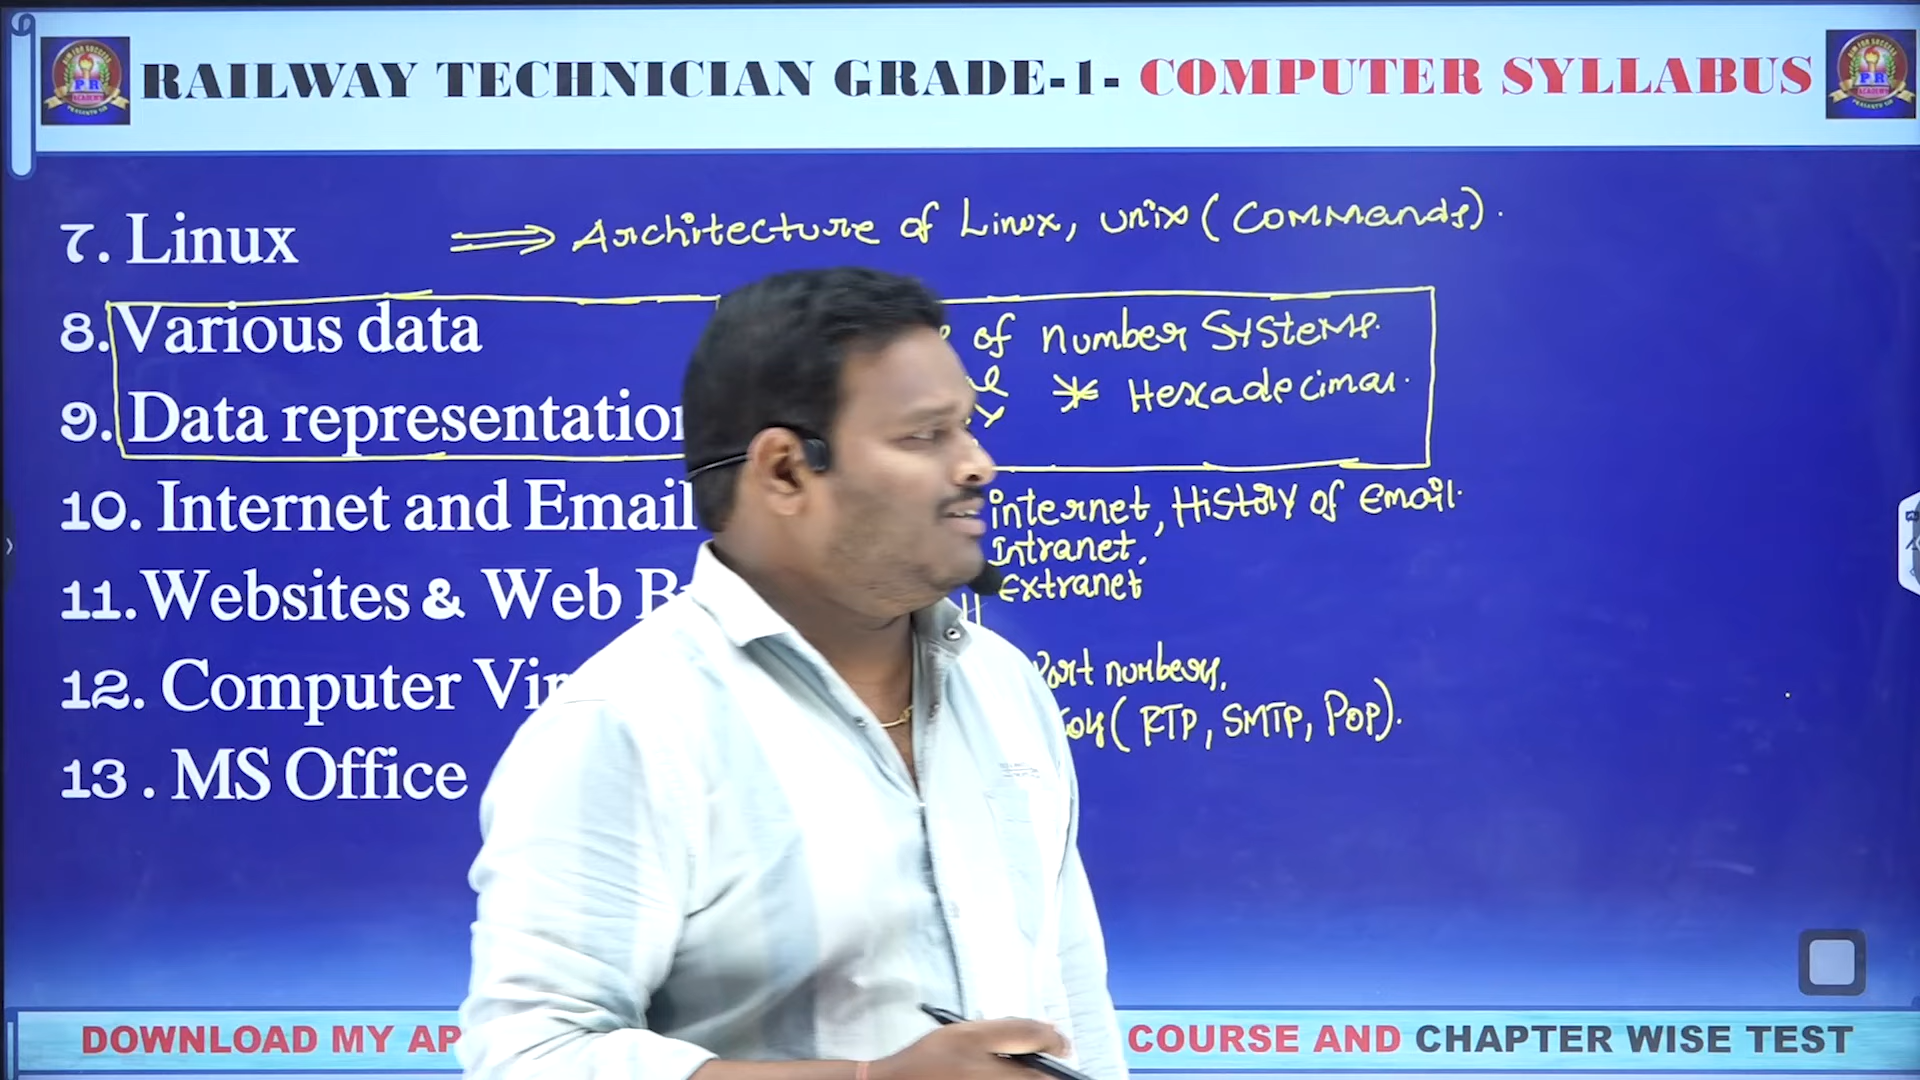 RAILWAY TECHNICIAN GRADE-1- COMPUTER SYLLABUS
7. Linux ⟹ Architecture of Linux, Unix (Commands).
8. Various data of Number Systems.
9. Data representation * Hexadecimal.
10. Internet and Email internet, History of Email.
Intranet,
Extranet
11. Websites & Web
12. Computer Port numbers,
(FTP, SMTP, POP).
13 . MS Office
DOWNLOAD MY COURSE AND CHAPTER WISE TEST